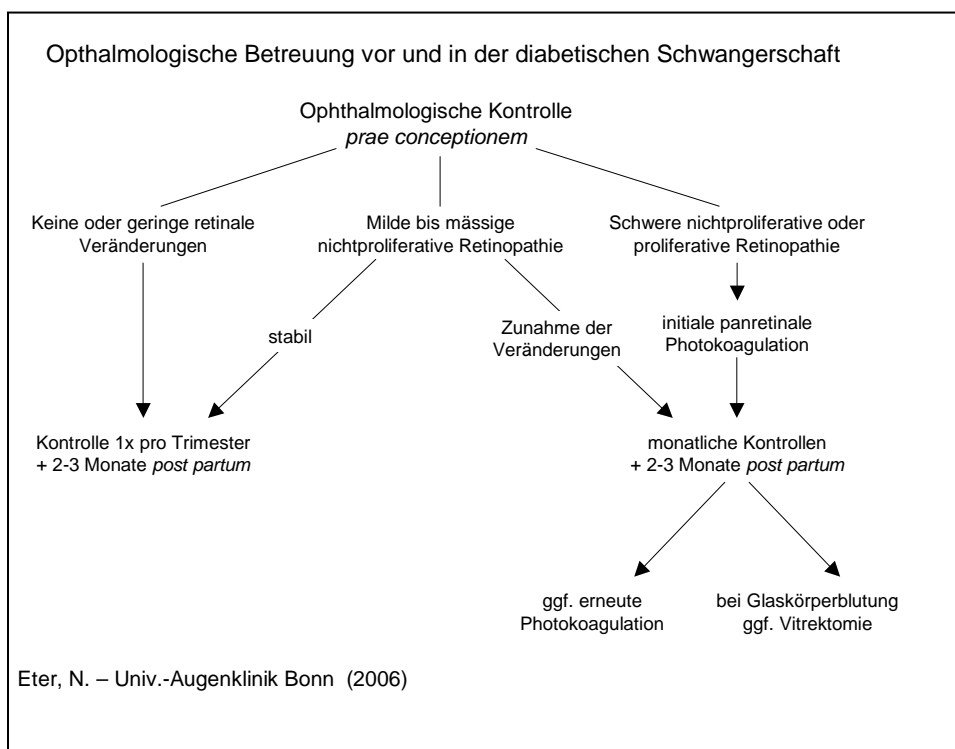 Opthalmologische Betreuung vor und in der diabetischen Schwangerschaft
Ophthalmologische Kontrolle
prae conceptionem
Keine oder geringe retinale
Veränderungen
Milde bis mässige
nichtproliferative Retinopathie
Schwere nichtproliferative oder
proliferative Retinopathie
stabil
Zunahme der
Veränderungen
initiale panretinale
Photokoagulation
Kontrolle 1x pro Trimester
+ 2-3 Monate post partum
monatliche Kontrollen
+ 2-3 Monate post partum
ggf. erneute
Photokoagulation
bei Glaskörperblutung
ggf. Vitrektomie
Eter, N. – Univ.-Augenklinik Bonn (2006)